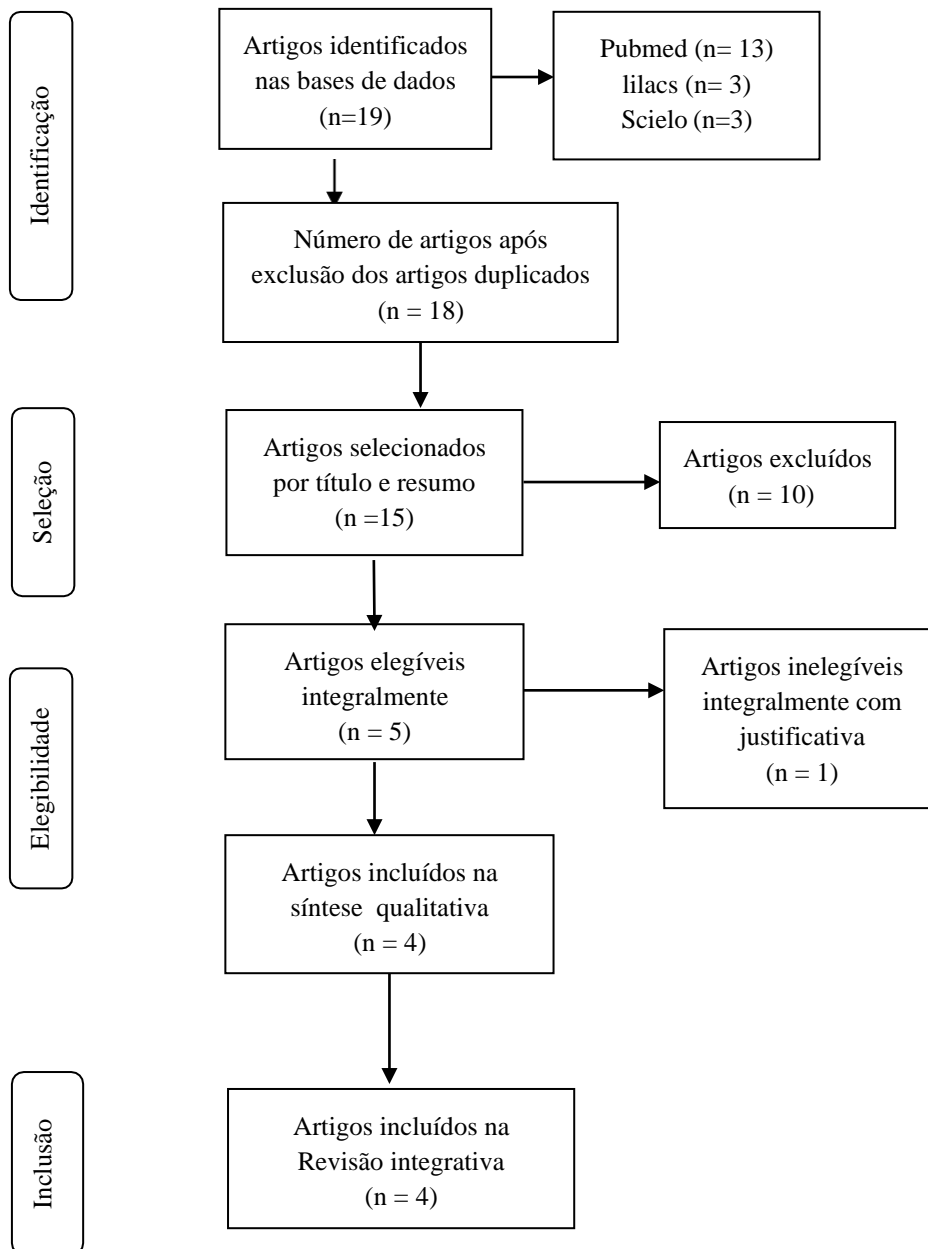 Identificação
Artigos identificados
nas bases de dados
(n=19)
Pubmed (n= 13)
lilacs (n= 3)
Scielo (n=3)
Número de artigos após
exclusão dos artigos duplicados
(n = 18)
Seleção
Artigos selecionados
por título e resumo
(n =15)
Artigos excluídos
(n = 10)
Elegibilidade
Artigos elegíveis
integralmente
(n = 5)
Artigos inelegíveis
integralmente com
justificativa
(n = 1)
Artigos incluídos na
síntese qualitativa
(n = 4)
Inclusão
Artigos incluídos na
Revisão integrativa
(n = 4)